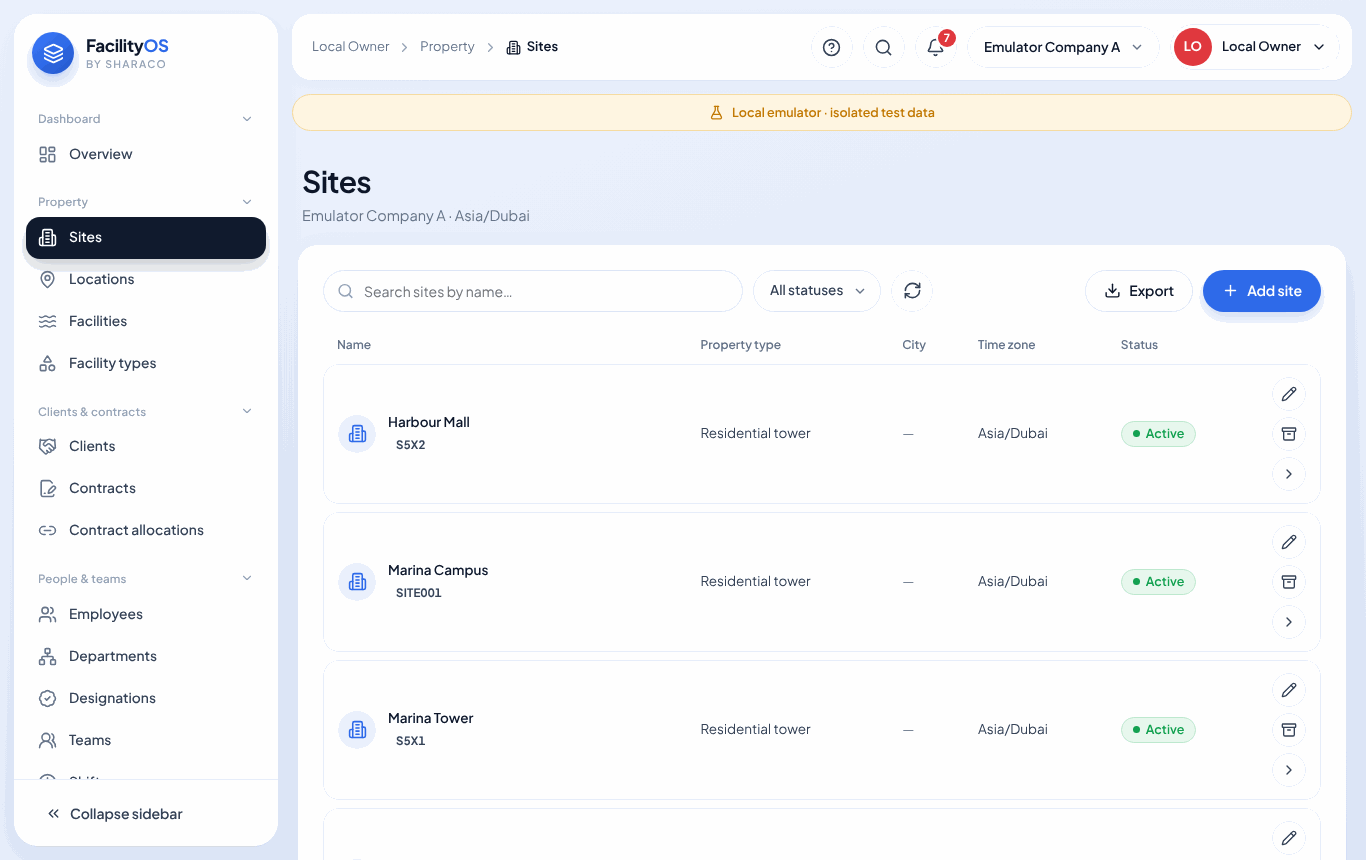 FacilityOS
BY SHARACO
Dashboard
Overview
Property
Sites
Locations
Facilities
Facility types
Clients & contracts
Clients
Contracts
Contract allocations
People & teams
Employees
Departments
Designations
Teams
Collapse sidebar
Local Owner
Property
Sites
7
Emulator Company A
LO
Local Owner
Local emulator · isolated test data
Sites
Emulator Company A · Asia/Dubai
Search sites by name...
All statuses
Export
Add site
Name Property type City Time zone Status
Harbour Mall
S5X2
Residential tower — Asia/Dubai Active
Marina Campus
SITE001
Residential tower — Asia/Dubai Active
Marina Tower
S5X1
Residential tower — Asia/Dubai Active